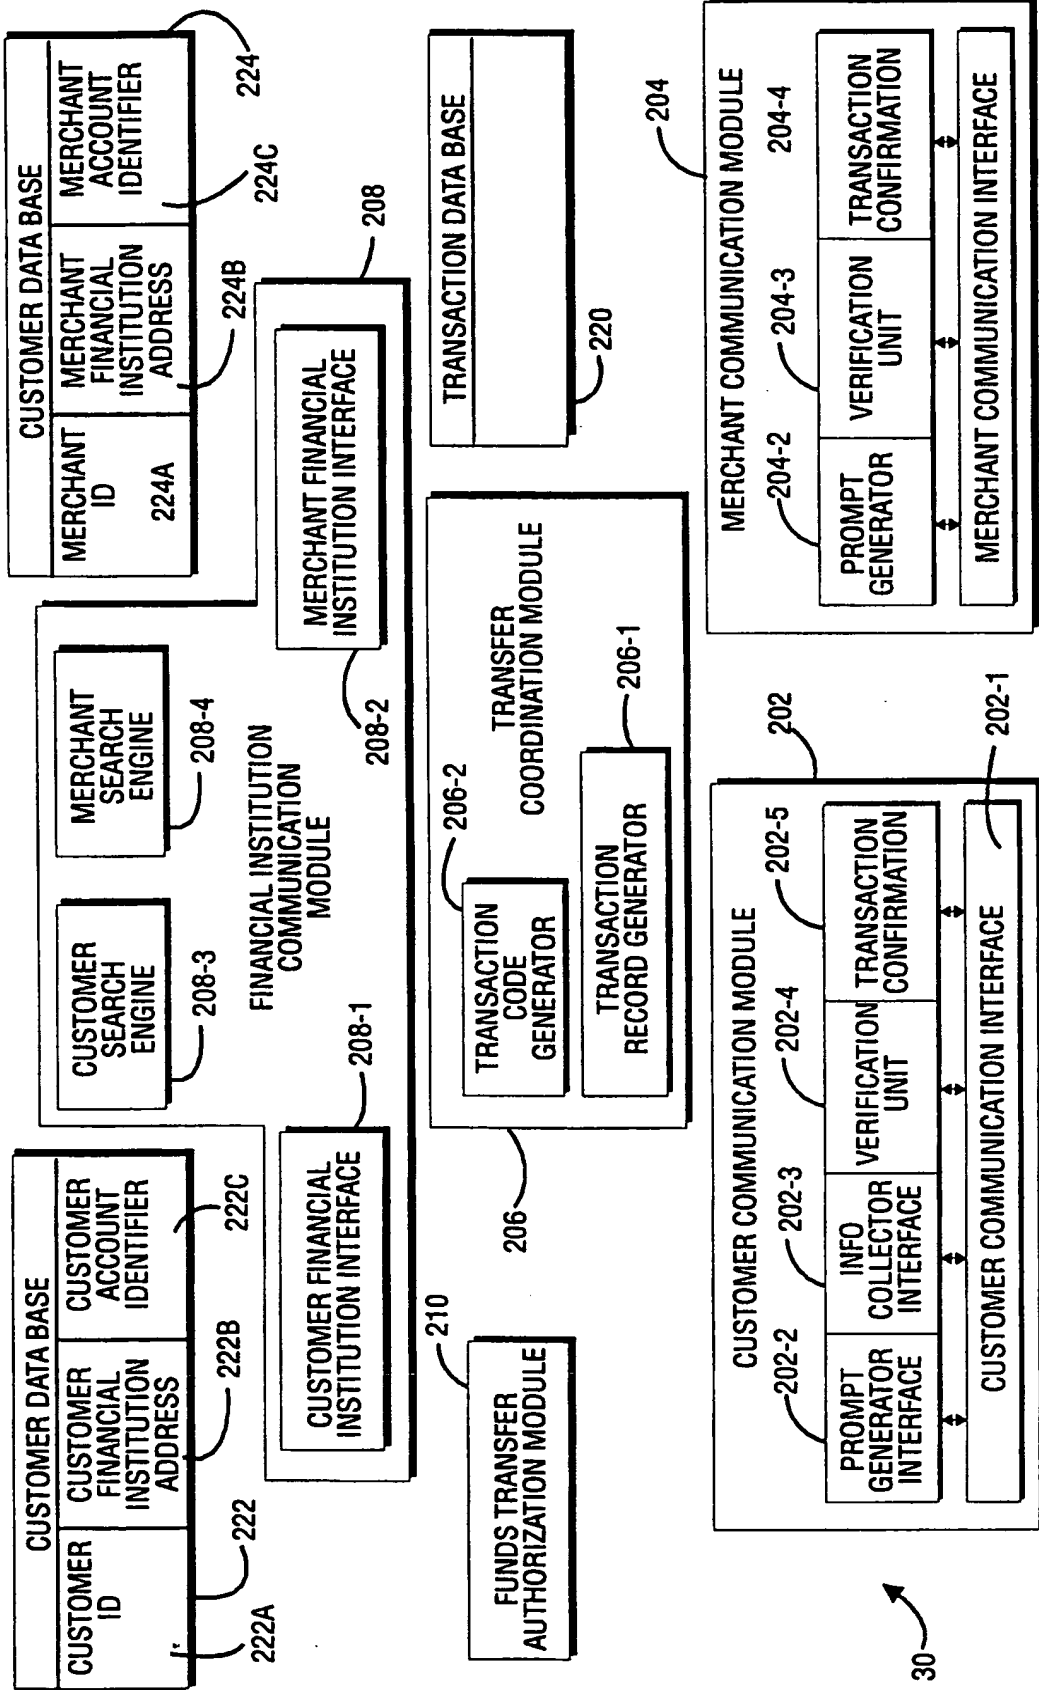 CUSTOMER DATA BASE
CUSTOMER
ID
CUSTOMER
FINANCIAL
INSTITUTION
ADDRESS
CUSTOMER
ACCOUNT
IDENTIFIER
222A
222
222B
222C
CUSTOMER
SEARCH
ENGINE
208-3
MERCHANT
SEARCH
ENGINE
208-4
CUSTOMER DATA BASE
MERCHANT
ID
MERCHANT
FINANCIAL
INSTITUTION
ADDRESS
MERCHANT
ACCOUNT
IDENTIFIER
224A
224B
224C
224
FINANCIAL INSTITUTION
COMMUNICATION
MODULE
CUSTOMER FINANCIAL
INSTITUTION INTERFACE
208-1
MERCHANT FINANCIAL
INSTITUTION INTERFACE
208-2
208
210
FUNDS TRANSFER
AUTHORIZATION MODULE
206
TRANSACTION
CODE
GENERATOR
206-2
TRANSFER
COORDINATION MODULE
TRANSACTION
RECORD GENERATOR
206-1
TRANSACTION DATA BASE
220
CUSTOMER COMMUNICATION MODULE
202
202-2
202-3
202-4
202-5
PROMPT
GENERATOR
INTERFACE
INFO
COLLECTOR
INTERFACE
VERIFICATION
UNIT
TRANSACTION
CONFIRMATION
CUSTOMER COMMUNICATION INTERFACE
202-1
MERCHANT COMMUNICATION MODULE
204
204-2
204-3
204-4
PROMPT
GENERATOR
VERIFICATION
UNIT
TRANSACTION
CONFIRMATION
MERCHANT COMMUNICATION INTERFACE
30